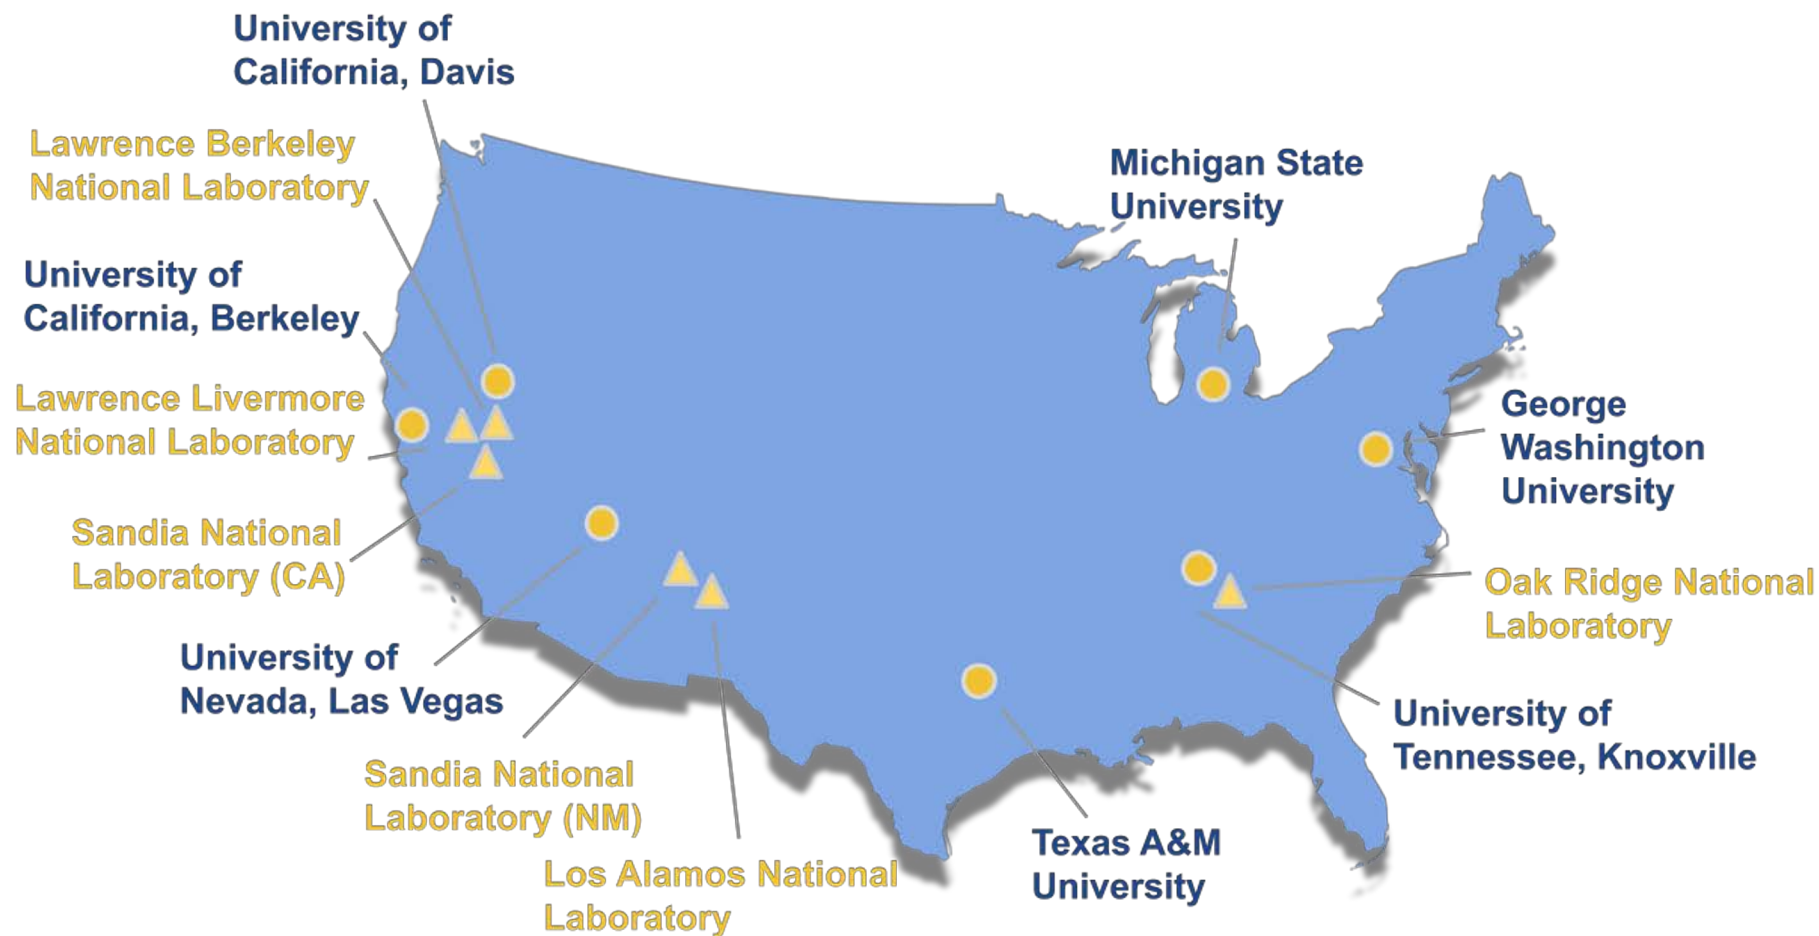 University of
California, Davis
Lawrence Berkeley
National Laboratory
University of
California, Berkeley
Lawrence Livermore
National Laboratory
Sandia National
Laboratory (CA)
University of
Nevada, Las Vegas
Sandia National
Laboratory (NM)
Los Alamos National
Laboratory
Michigan State
University
George
Washington
University
Oak Ridge National
Laboratory
University of
Tennessee, Knoxville
Texas A&M
University